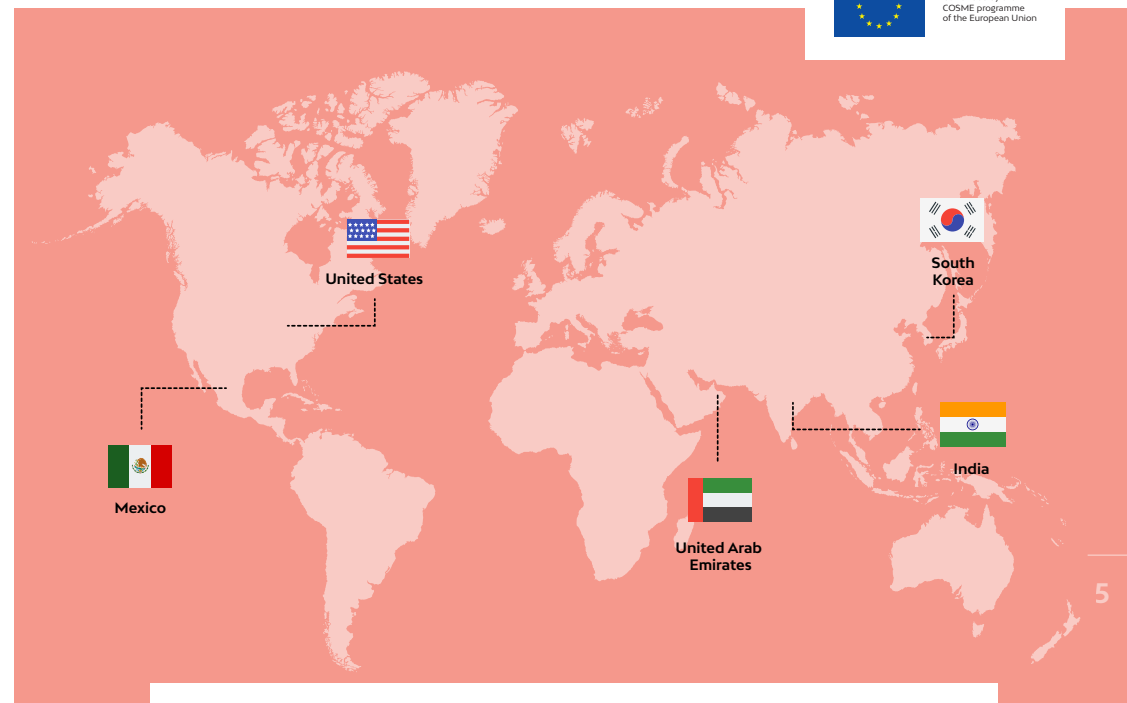 COSME programme
of the European Union
South
Korea
United States
India
Mexico
United Arab
Emirates
5